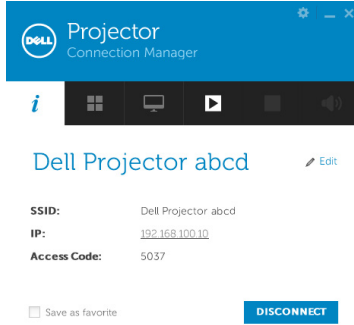 DELL
Projector
Connection Manager
i
Dell Projector abcd
Edit
SSID: Dell Projector abcd
IP: 192.168.100.10
Access Code: 5037
Save as favorite
DISCONNECT